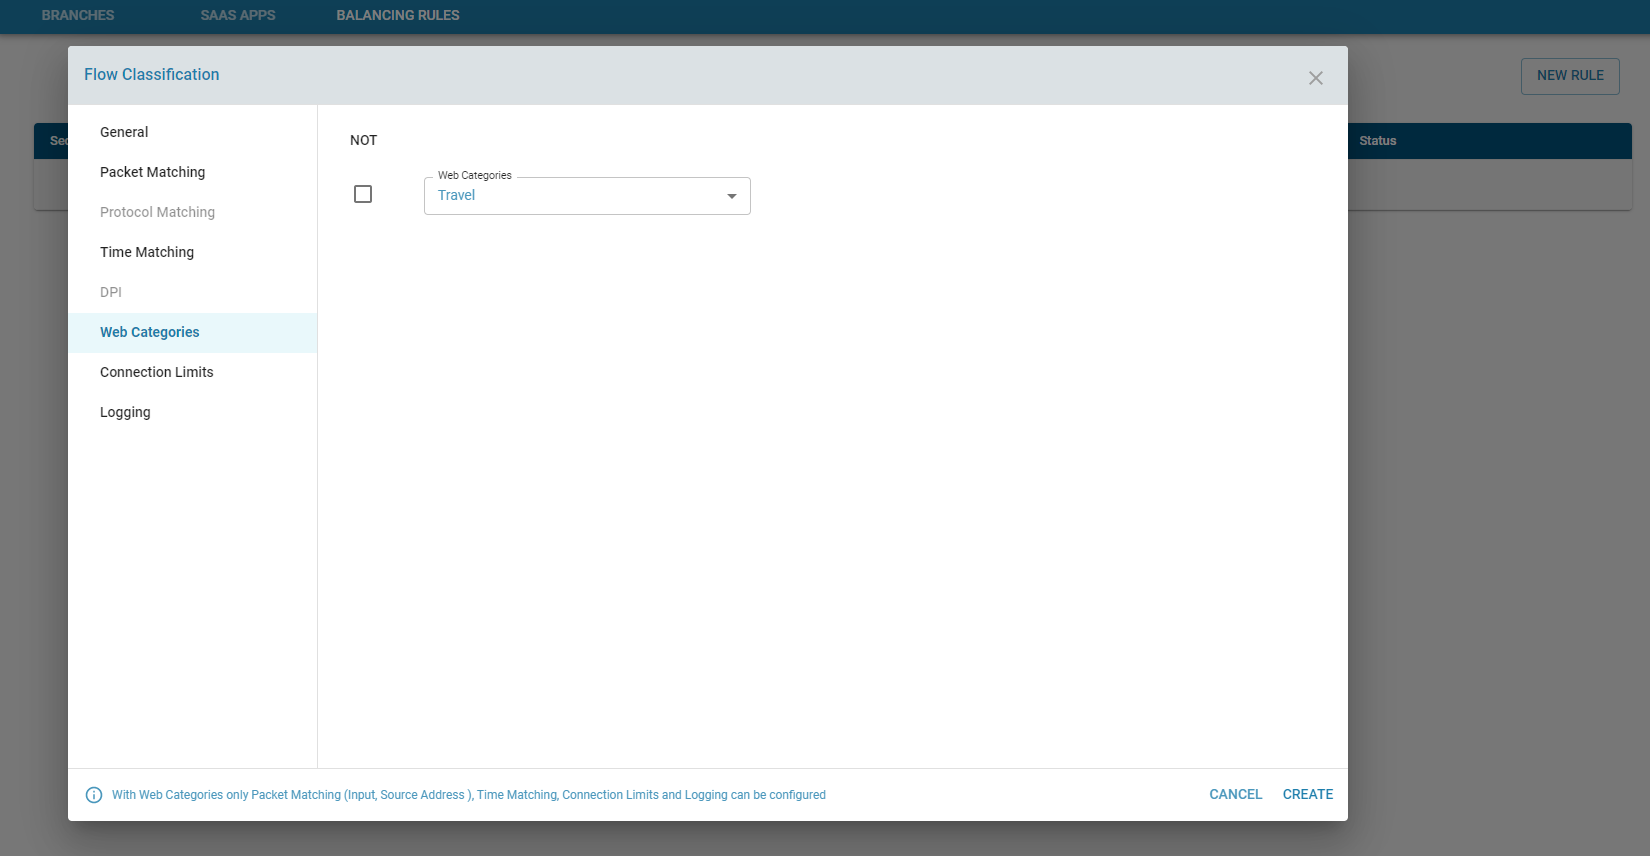 BRANCHES SAAS APPS BALANCING RULES
Flow Classification
NEW RULE
Status
General
Packet Matching
Protocol Matching
Time Matching
DPI
Web Categories
Connection Limits
Logging
NOT
Web Categories
Travel
With Web Categories only Packet Matching (Input, Source Address ), Time Matching, Connection Limits and Logging can be configured
CANCEL CREATE